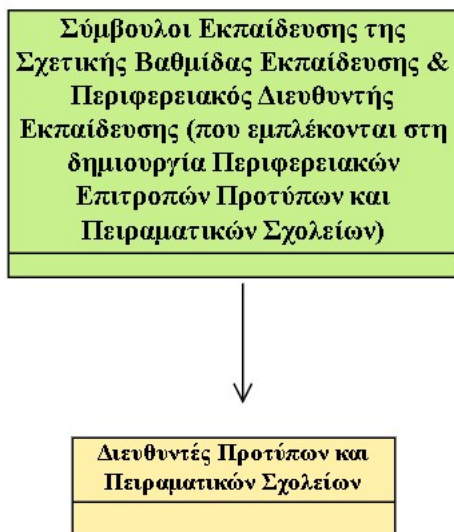 Σύμβουλοι Εκπαίδευσης της
Σχετικής Βαθμίδας Εκπαίδευσης &
Περιφερειακός Διευθυντής
Εκπαίδευσης (που εμπλέκονται στη
δημιουργία Περιφερειακών
Επιτροπών Προτύπων και
Πειραματικών Σχολείων)
Διευθυντές Προτύπων και
Πειραματικών Σχολείων